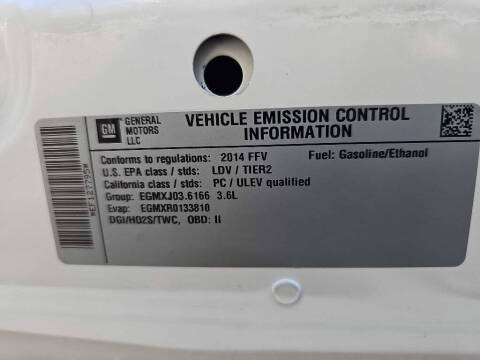 GM
GENERAL
MOTORS
LLC
VEHICLE EMISSION CONTROL
INFORMATION
Conforms to regulations: 2014 FFV Fuel: Gasoline/Ethanol
U.S. EPA class / stds: LDV / TIER2
California class / stds: PC / ULEV qualified
Group: EGMXJ03.6166 3.6L
Evap: EGMXR0133810
DGI/HO2S/TWC, OBD: II
WEF127795W